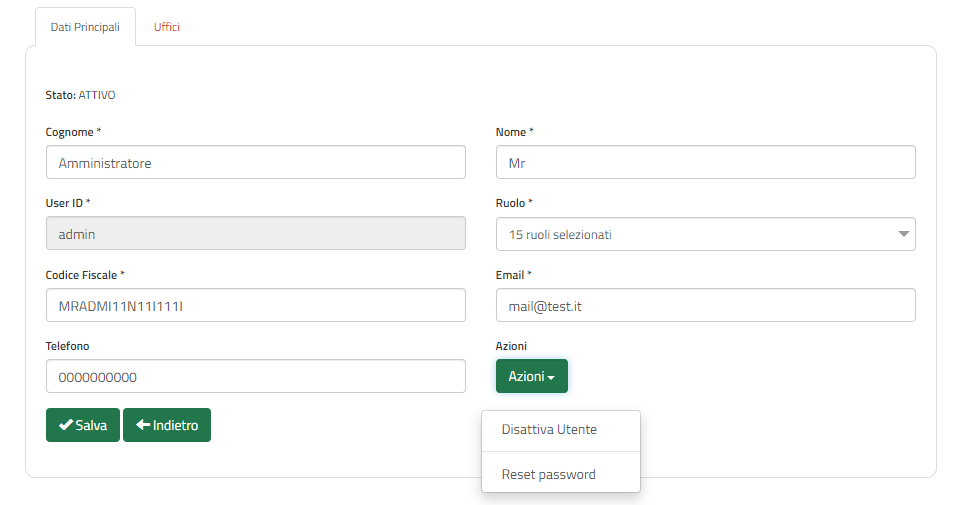 Dati Principali
Uffici
Stato: ATTIVO
Cognome *
Nome *
Amministratore
Mr
User ID *
Ruolo *
admin
15 ruoli selezionati
Codice Fiscale *
Email *
MRADMI11N11I111I
mail@test.it
Telefono
Azioni
0000000000
Azioni
Salva
Indietro
Disattiva Utente
Reset password